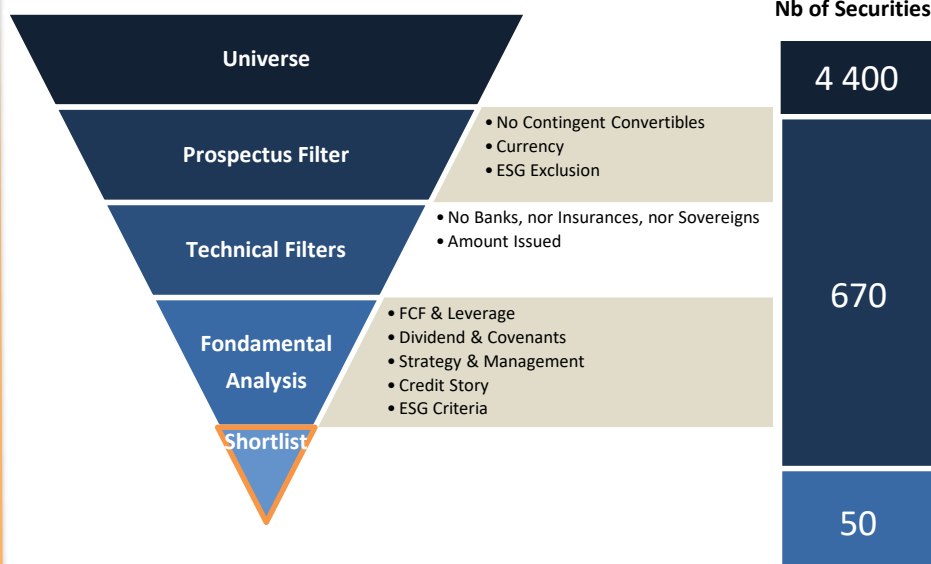 Nb of Securities
Universe
4 400
Prospectus Filter
• No Contingent Convertibles
• Currency
• ESG Exclusion
Technical Filters
• No Banks, nor Insurances, nor Sovereigns
• Amount Issued
670
Fondamental
Analysis
• FCF & Leverage
• Dividend & Covenants
• Strategy & Management
• Credit Story
• ESG Criteria
Shortlist
50